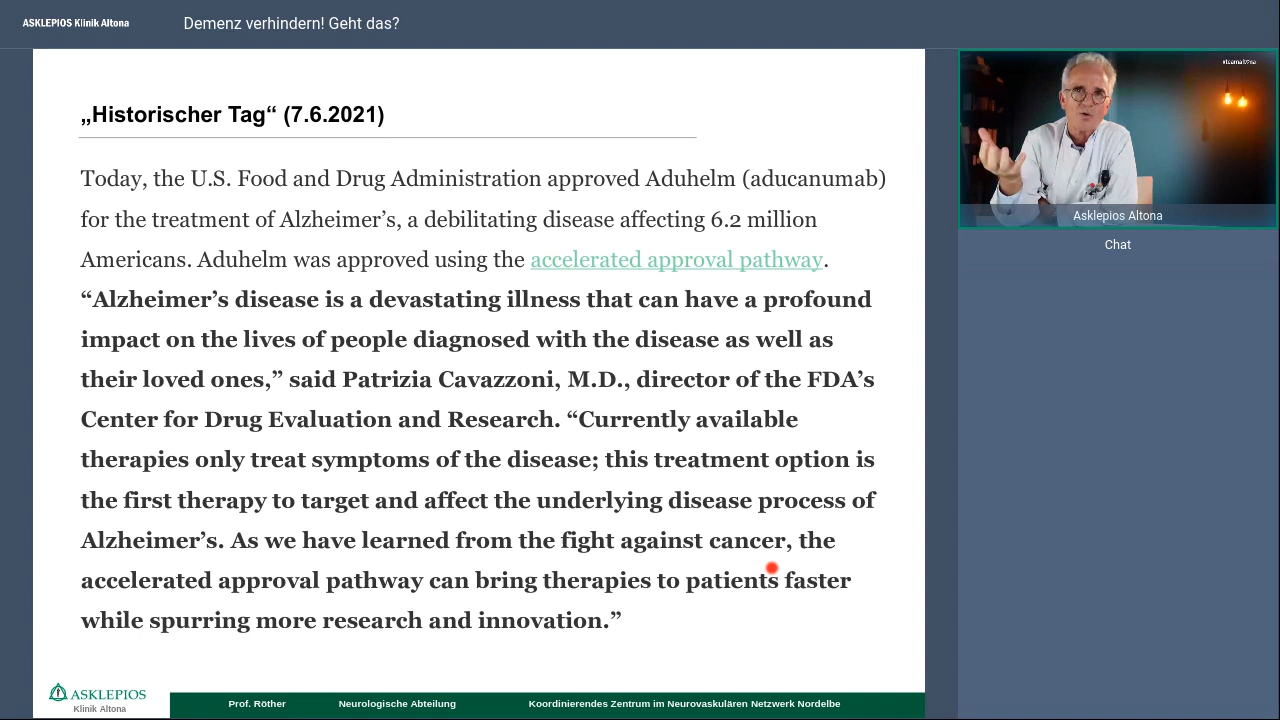 ASKLEPIOS Klinik Altona
Demenz verhindern! Geht das?
„Historischer Tag“ (7.6.2021)
Today, the U.S. Food and Drug Administration approved Aduhelm (aducanumab)
for the treatment of Alzheimer’s, a debilitating disease affecting 6.2 million
Americans. Aduhelm was approved using the accelerated approval pathway.
“Alzheimer’s disease is a devastating illness that can have a profound
impact on the lives of people diagnosed with the disease as well as
their loved ones,” said Patrizia Cavazzoni, M.D., director of the FDA’s
Center for Drug Evaluation and Research. “Currently available
therapies only treat symptoms of the disease; this treatment option is
the first therapy to target and affect the underlying disease process of
Alzheimer’s. As we have learned from the fight against cancer, the
accelerated approval pathway can bring therapies to patients faster
while spurring more research and innovation.”
ASKLEPIOS
Klinik Altona
Prof. Röther Neurologische Abteilung Koordinierendes Zentrum im Neurovaskulären Netzwerk Nordelbe
Asklepios Altona
Chat